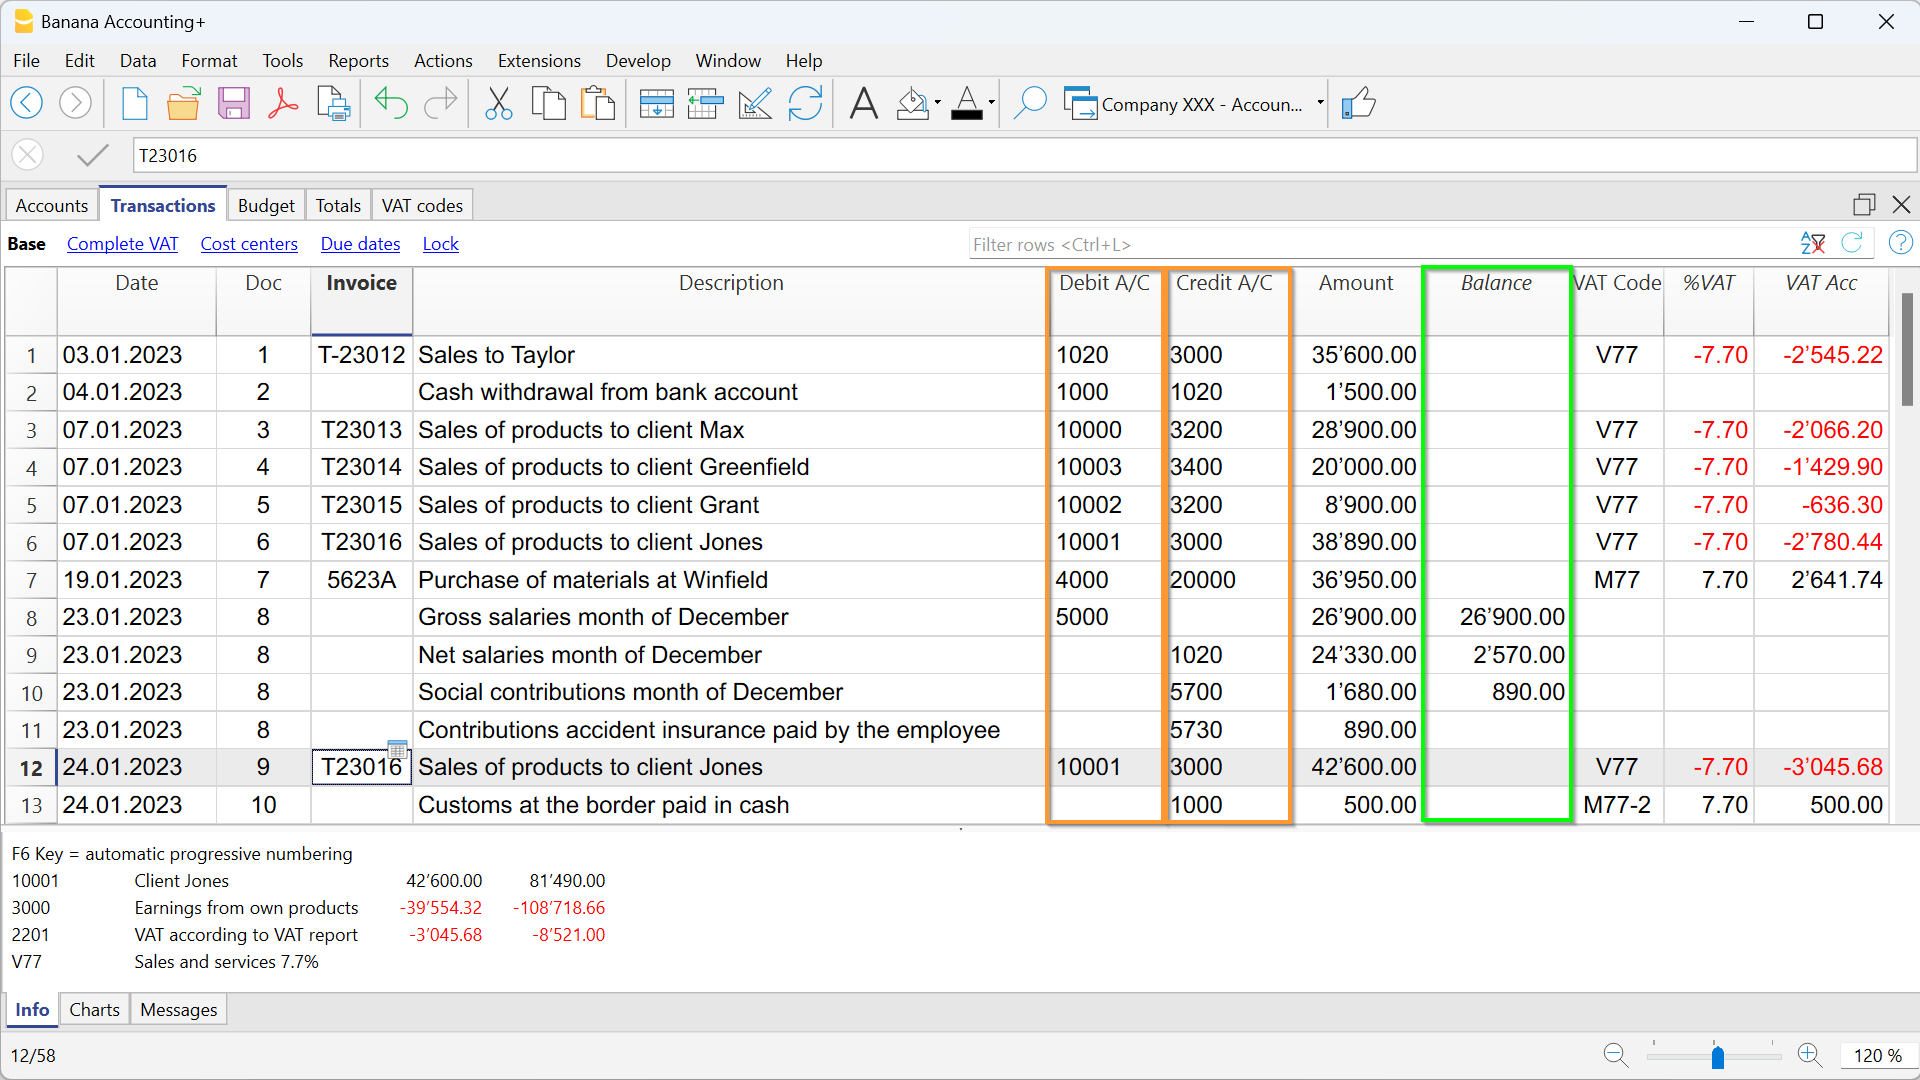 Banana Accounting+
File Edit Data Format Tools Reports Actions Extensions Develop Window Help
Company XXX - Accoun...
T23016
Accounts Transactions Budget Totals VAT codes
Base Complete VAT Cost centers Due dates Lock Filter rows <Ctrl+L>
Date Doc Invoice Description Debit A/C Credit A/C Amount Balance VAT Code %VAT VAT Acc
1 03.01.2023 1 T-23012 Sales to Taylor 1020 3000 35’600.00 V77 -7.70 -2’545.22
2 04.01.2023 2 Cash withdrawal from bank account 1000 1020 1’500.00
3 07.01.2023 3 T23013 Sales of products to client Max 10000 3200 28’900.00 V77 -7.70 -2’066.20
4 07.01.2023 4 T23014 Sales of products to client Greenfield 10003 3400 20’000.00 V77 -7.70 -1’429.90
5 07.01.2023 5 T23015 Sales of products to client Grant 10002 3200 8’900.00 V77 -7.70 -636.30
6 07.01.2023 6 T23016 Sales of products to client Jones 10001 3000 38’890.00 V77 -7.70 -2’780.44
7 19.01.2023 7 5623A Purchase of materials at Winfield 4000 20000 36’950.00 M77 7.70 2’641.74
8 23.01.2023 8 Gross salaries month of December 5000 26’900.00 26’900.00
9 23.01.2023 8 Net salaries month of December 1020 24’330.00 2’570.00
10 23.01.2023 8 Social contributions month of December 5700 1’680.00 890.00
11 23.01.2023 8 Contributions accident insurance paid by the employee 5730 890.00
12 24.01.2023 9 T23016 Sales of products to client Jones 10001 3000 42’600.00 V77 -7.70 -3’045.68
13 24.01.2023 10 Customs at the border paid in cash 1000 500.00 M77-2 7.70 500.00
F6 Key = automatic progressive numbering
10001 Client Jones 42’600.00 81’490.00
3000 Earnings from own products -39’554.32 -108’718.66
2201 VAT according to VAT report -3’045.68 -8’521.00
V77 Sales and services 7.7%
Info Charts Messages
12/58 120 %